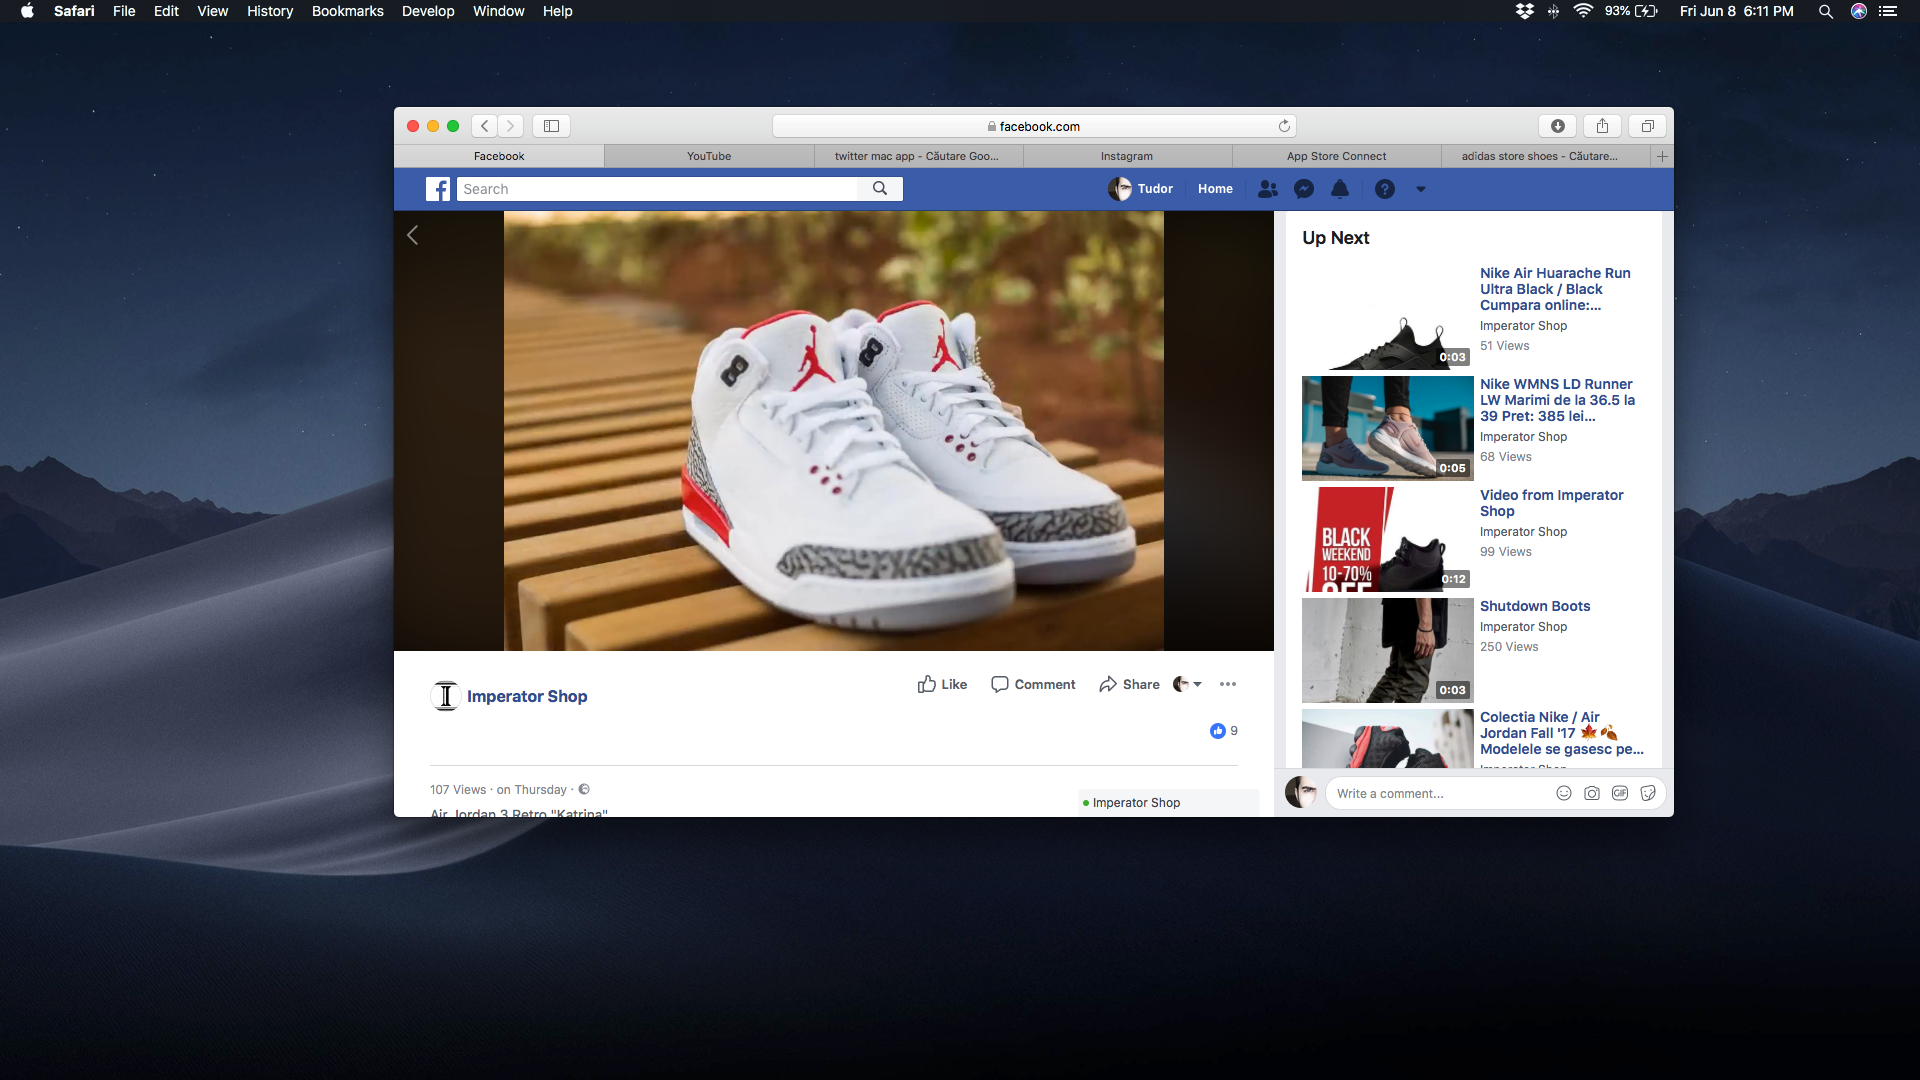 Safari File Edit View History Bookmarks Develop Window Help
93% Fri Jun 8 6:11 PM
facebook.com
Facebook
YouTube
twitter mac app - Căutare Goo...
Instagram
App Store Connect
adidas store shoes - Căutare...
Search
Tudor
Home
Up Next
Nike Air Huarache Run
Ultra Black / Black
Cumpara online:...
Imperator Shop
51 Views
0:03
Nike WMNS LD Runner
LW Marimi de la 36.5 la
39 Pret: 385 lei...
Imperator Shop
68 Views
0:05
Video from Imperator
Shop
Imperator Shop
99 Views
BLACK
WEEKEND
10-70%
OFF
0:12
Shutdown Boots
Imperator Shop
250 Views
0:03
Colectia Nike / Air
Jordan Fall '17 🍁🍂
Modelele se gasesc pe...
Imperator Shop
Imperator Shop
Like
Comment
Share
9
107 Views · on Thursday ·
Air Jordan 3 Retro "Katrina"
Imperator Shop
Write a comment...
GIF